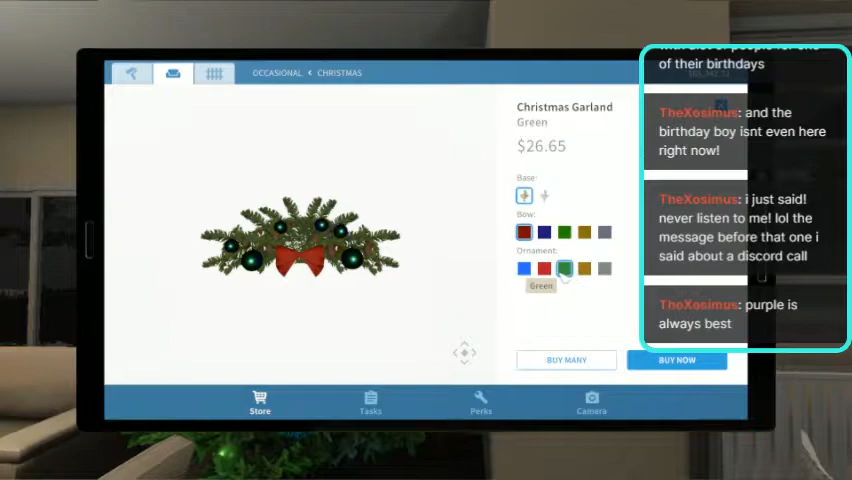 OCCASIONAL < CHRISTMAS
Christmas Garland
Green
$26.65
Base:
Bow:
Ornament:
Green
BUY MANY
BUY NOW
Store
Tasks
Perks
Camera
of their birthdays
TheXosimus: and the
birthday boy isnt even here
right now!
TheXosimus: i just said!
never listen to me! lol the
message before that one i
said about a discord call
TheXosimus: purple is
always best